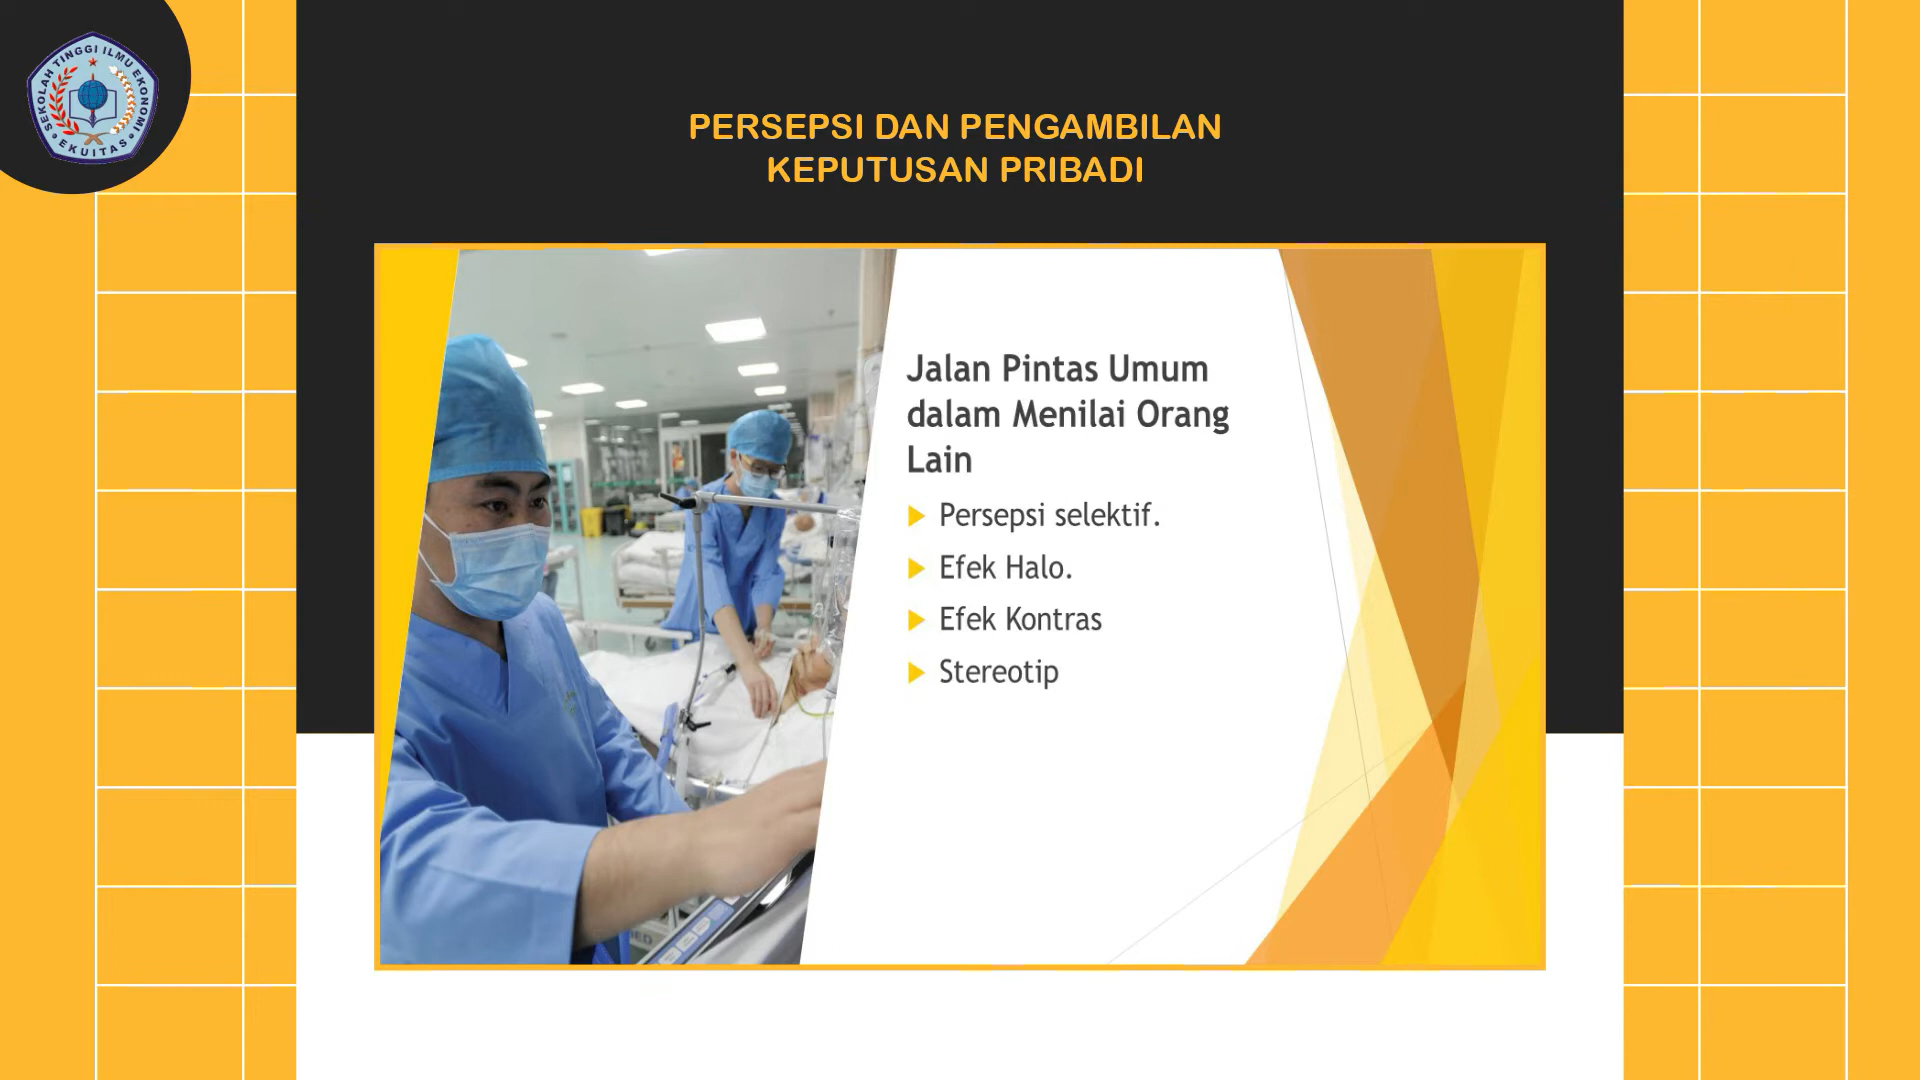 SEKOLAH TINGGI ILMU EKONOMI
EKUITAS
PERSEPSI DAN PENGAMBILAN
KEPUTUSAN PRIBADI
Jalan Pintas Umum
dalam Menilai Orang
Lain
Persepsi selektif.
Efek Halo.
Efek Kontras
Stereotip